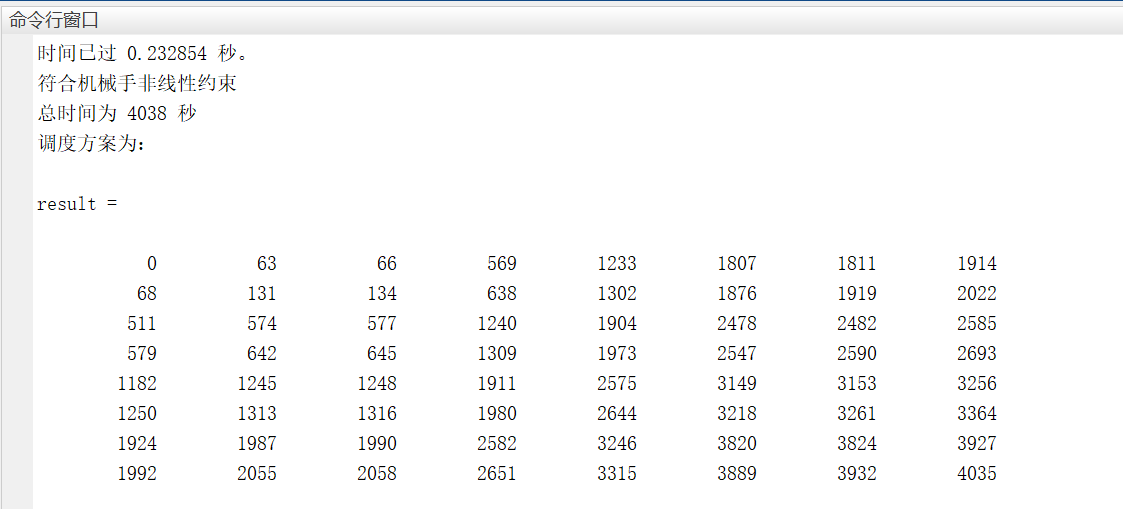 命令行窗口
时间已过 0.232854 秒。
符合机械手非线性约束
总时间为 4038 秒
调度方案为:
result =
0 63 66 569 1233 1807 1811 1914
68 131 134 638 1302 1876 1919 2022
511 574 577 1240 1904 2478 2482 2585
579 642 645 1309 1973 2547 2590 2693
1182 1245 1248 1911 2575 3149 3153 3256
1250 1313 1316 1980 2644 3218 3261 3364
1924 1987 1990 2582 3246 3820 3824 3927
1992 2055 2058 2651 3315 3889 3932 4035